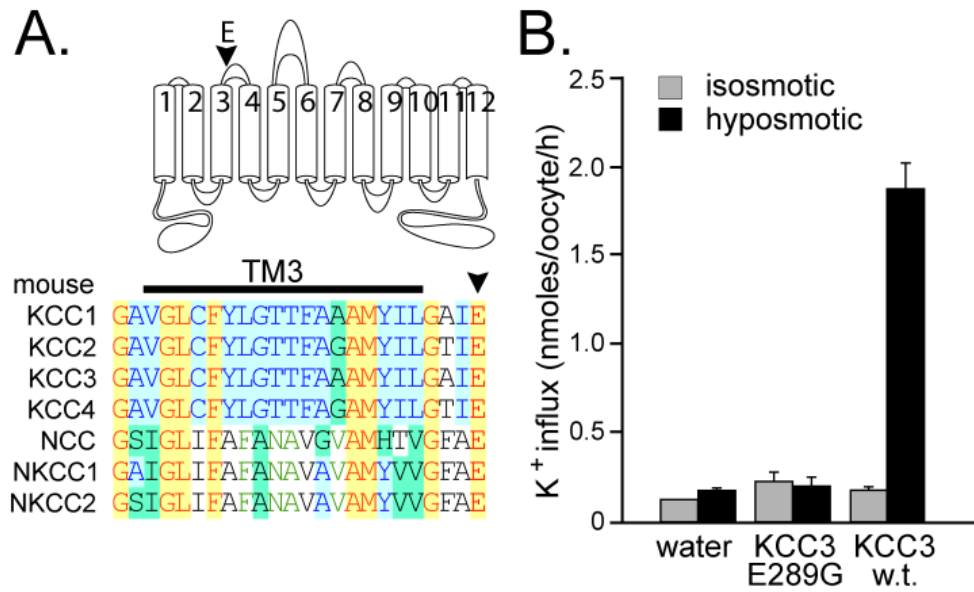 A.
E
1 2 3 4 5 6 7 8 9 10 11 12
TM3
mouse
KCC1 GAVGLCFYLGTTFAAAMYILGAIE
KCC2 GAVGLCFYLGTTFAGAMYILGTIE
KCC3 GAVGLCFYLGTTFAAAMYILGAIE
KCC4 GAVGLCFYLGTTFAGAMYILGTIE
NCC GSIGLIFAFANAVGVAMHTVGFAE
NKCC1 GAIGLIFAFANAVAVAMYVVGFAE
NKCC2 GSIGLIFAFANAVAVAMYVVGFAE
B.
isosmotic
hyposmotic
K+ influx (nmoles/oocyte/h)
2.5
2.0
1.5
1.0
0.5
0
water
KCC3
E289G
KCC3
w.t.